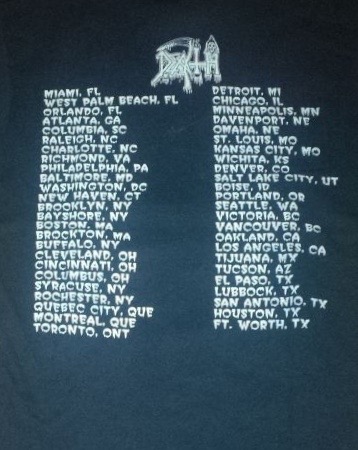 DEATH
MIAMI, FL
WEST PALM BEACH, FL
ORLANDO, FL
ATLANTA, GA
COLUMBIA, SC
RALEIGH, NC
CHARLOTTE, NC
RICHMOND, VA
PHILADELPHIA, PA
BALTIMORE, MD
WASHINGTON, DC
NEW HAVEN, CT
BROOKLYN, NY
BAYSHORE, NY
BOSTON, MA
BROCKTON, MA
BUFFALO, NY
CLEVELAND, OH
CINCINNATI, OH
COLUMBUS, OH
SYRACUSE, NY
ROCHESTER, NY
QUEBEC CITY, QUE
MONTREAL, QUE
TORONTO, ONT
DETROIT, MI
CHICAGO, IL
MINNEAPOLIS, MN
DAVENPORT, NE
OMAHA, NE
ST. LOUIS, MO
KANSAS CITY, MO
WICHITA, KS
DENVER, CO
SALT LAKE CITY, UT
BOISE, ID
PORTLAND, OR
SEATTLE, WA
VICTORIA, BC
VANCOUVER, BC
OAKLAND, CA
LOS ANGELES, CA
TIJUANA, MX
TUCSON, AZ
EL PASO, TX
LUBBOCK, TX
SAN ANTONIO, TX
HOUSTON, TX
FT. WORTH, TX